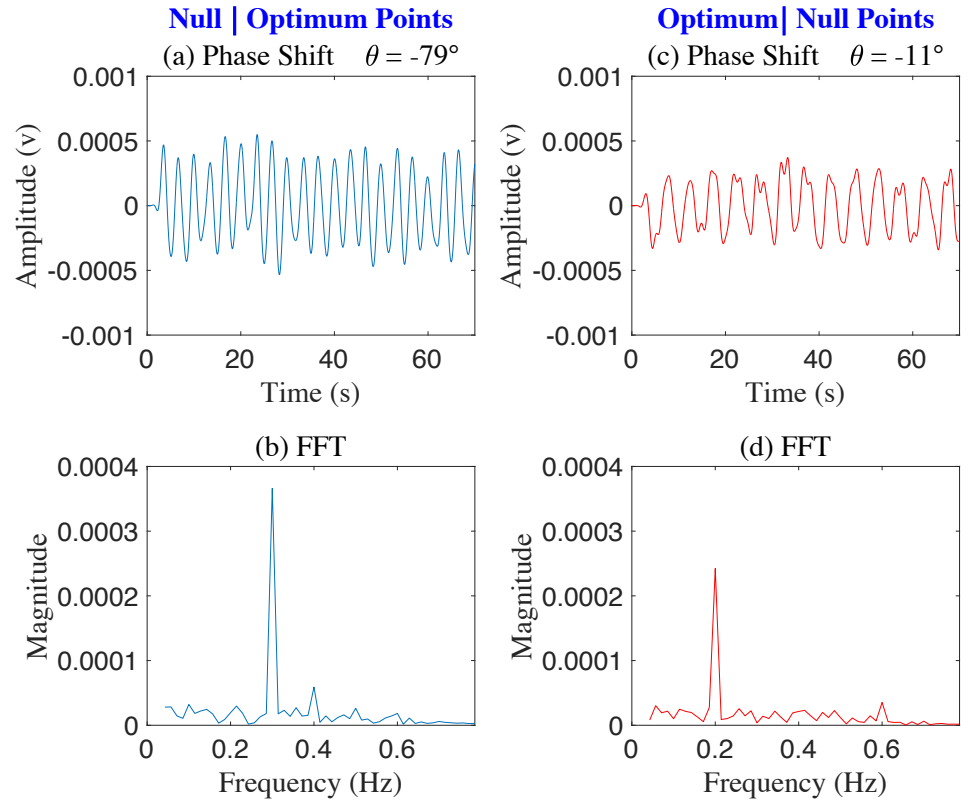 Null | Optimum Points
(a) Phase Shift θ = -79°
0.001
0.0005
0
-0.0005
-0.001
Amplitude (v)
0 20 40 60
Time (s)
Optimum| Null Points
(c) Phase Shift θ = -11°
0.001
0.0005
0
-0.0005
-0.001
Amplitude (v)
0 20 40 60
Time (s)
(b) FFT
0.0004
0.0003
0.0002
0.0001
0
Magnitude
0 0.2 0.4 0.6
Frequency (Hz)
(d) FFT
0.0004
0.0003
0.0002
0.0001
0
Magnitude
0 0.2 0.4 0.6
Frequency (Hz)